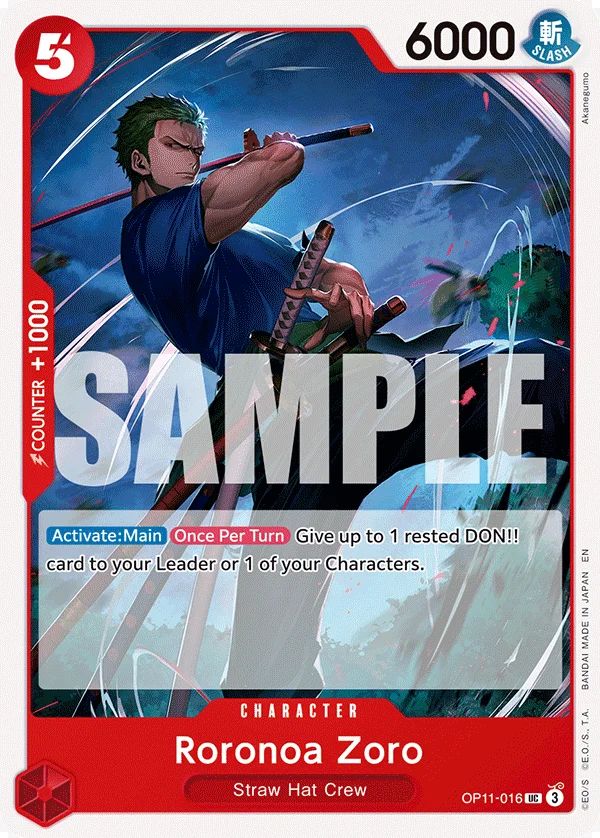 5
6000
斬
SLASH
Akanegumo
COUNTER +1000
SAMPLE
Activate:Main Once Per Turn Give up to 1 rested DON!!
card to your Leader or 1 of your Characters.
CHARACTER
Roronoa Zoro
Straw Hat Crew
OP11-016 UC 3
©E.O/S ©E.O./S., T.A. BANDAI MADE IN JAPAN EN